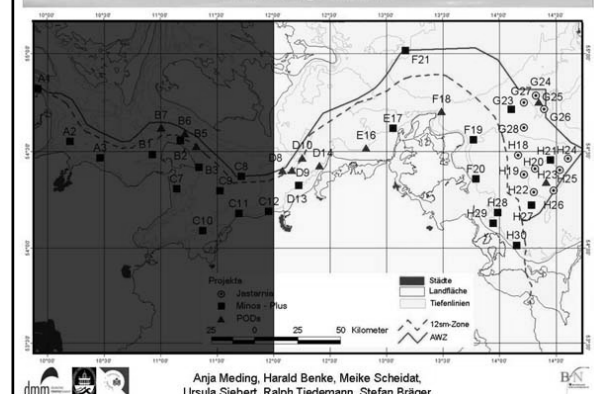 F21
A1
G24
G27
G25
G23
G26
F18
B7
B6
E17
G28
A2
B5
F19
D10
E16
H18
A3
B1
B2
D14
H21
H24
B3
D8
H20
C8
D9
F20
H19
H23
H25
C7
C9
D13
H22
H28
H26
C12
H27
C11
H29
C10
H30
Projekte
Jastarnia
Minos - Plus
PODs
Städte
Landfläche
Tiefenlinien
12sm-Zone
AWZ
25 0 25 50 Kilometer
dmm
Anja Meding, Harald Benke, Meike Scheidat,
Ursula Siebert, Ralph Tiedemann, Stefan Bräger
BfN